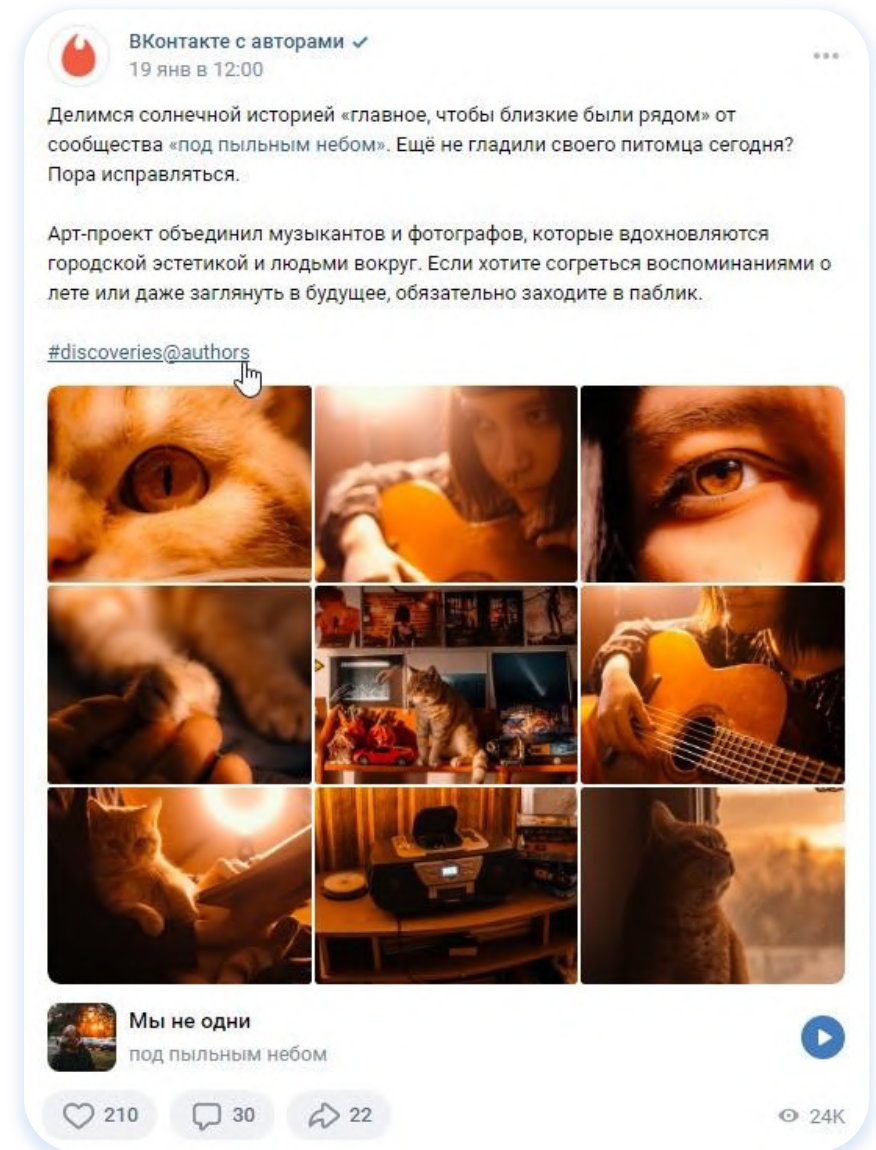 ВКонтакте с авторами
19 янв в 12:00
Делимся солнечной историей «главное, чтобы близкие были рядом» от
сообщества «под пыльным небом». Ещё не гладили своего питомца сегодня?
Пора исправляться.
Арт-проект объединил музыкантов и фотографов, которые вдохновляются
городской эстетикой и людьми вокруг. Если хотите согреться воспоминаниями о
лете или даже заглянуть в будущее, обязательно заходите в паблик.
#discoveries@authors
Мы не одни
под пыльным небом
210 30 22 24K